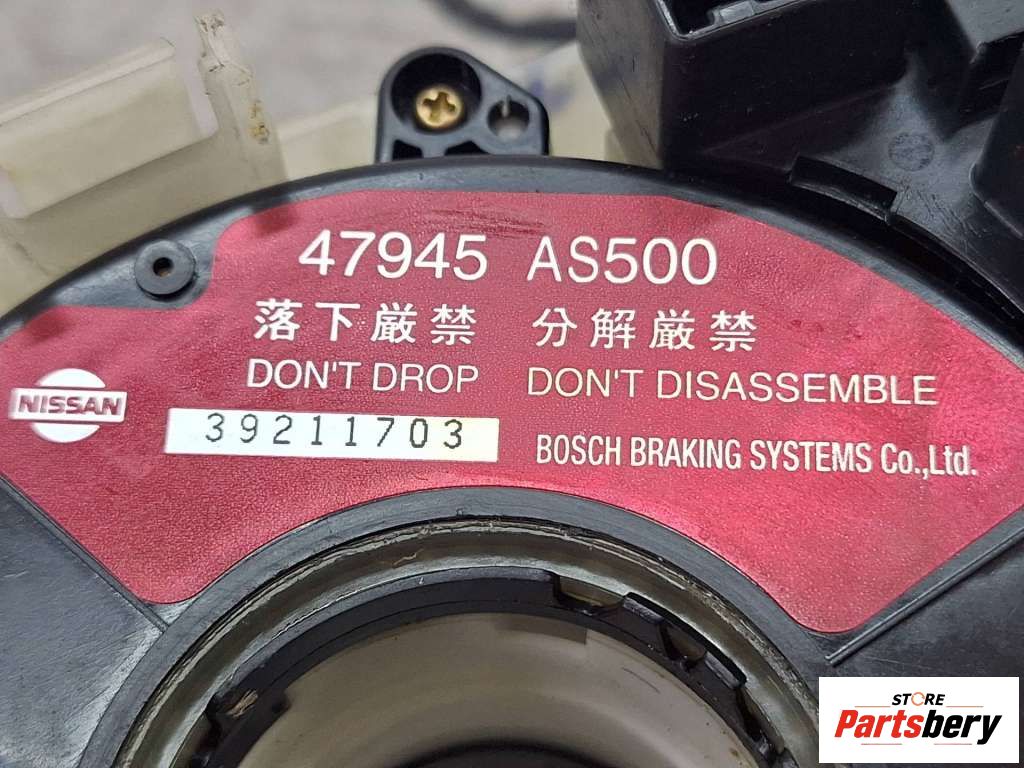 47945 AS500
落下厳禁 分解厳禁
DON'T DROP DON'T DISASSEMBLE
NISSAN
39211703
BOSCH BRAKING SYSTEMS Co.,Ltd.
STORE
Partsbery